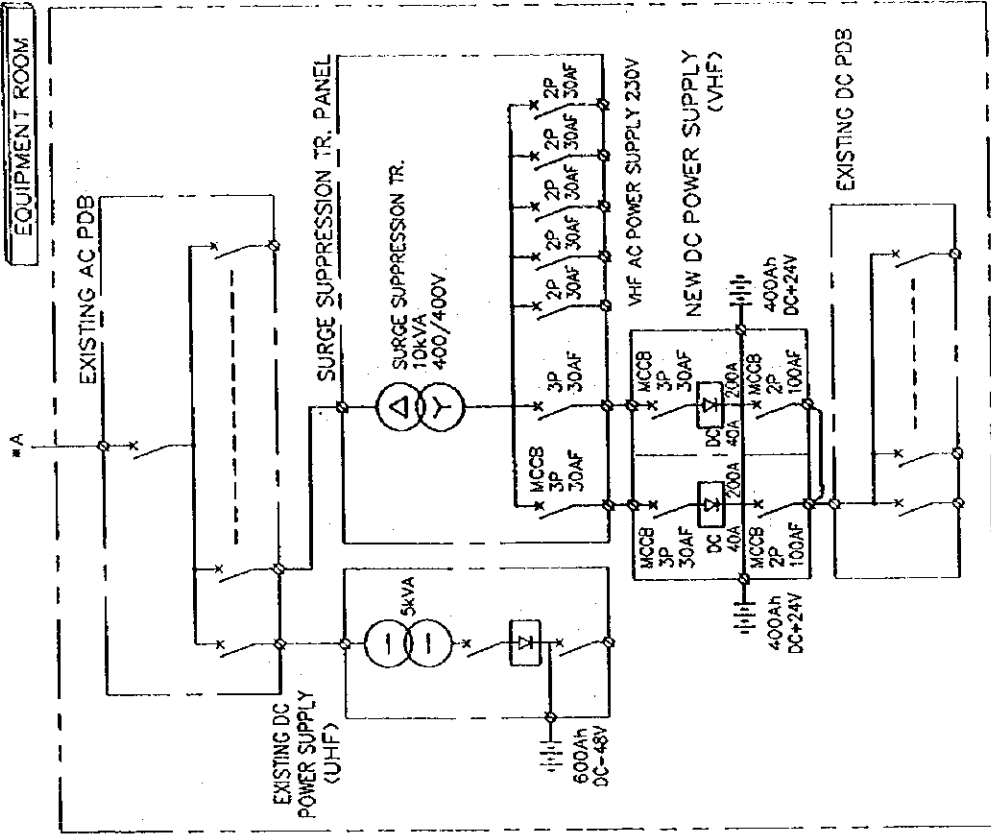 EQUIPMENT ROOM
*A
EXISTING AC PDB
EXISTING DC
POWER SUPPLY
(UHF)
5kVA
600Ah
DC-48V
SURGE SUPPRESSION TR. PANEL
SURGE SUPPRESSION TR.
10kVA
400/400V
MCCB
3P
30AF
3P
30AF
2P
30AF
2P
30AF
2P
30AF
2P
30AF
2P
30AF
VHF AC POWER SUPPLY 230V
NEW DC POWER SUPPLY
(VHF)
MCCB
3P
30AF
DC
40A
200A
MCCB
2P
100AF
MCCB
3P
30AF
DC
40A
200A
MCCB
2P
100AF
400Ah
DC+24V
400Ah
DC+24V
EXISTING DC PDB